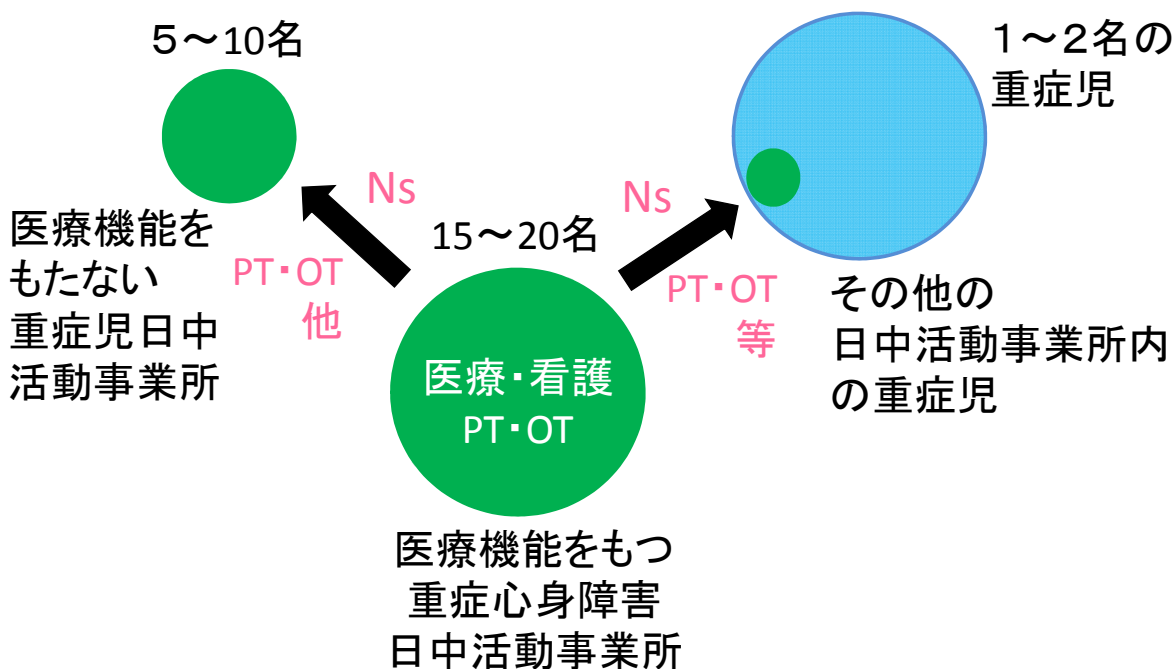 ５～10名
医療機能を
もたない
重症児日中
活動事業所
Ns
PT・OT
他
15～20名
医療・看護
PT・OT
医療機能をもつ
重症心身障害
日中活動事業所
Ns
PT・OT
等
１～２名の
重症児
その他の
日中活動事業所内
の重症児